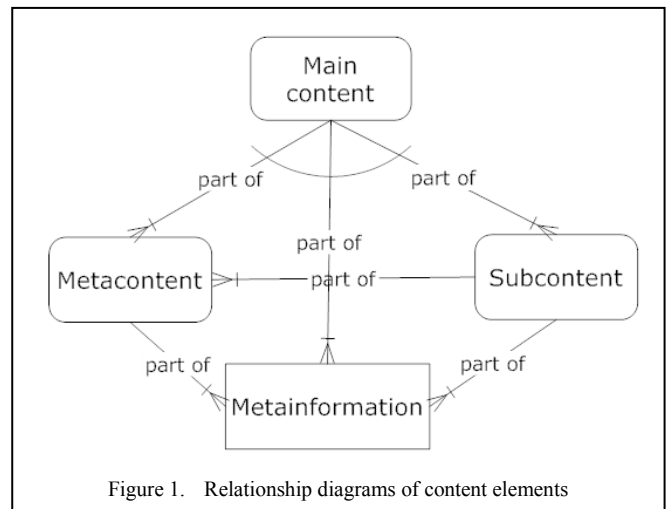 Main
content
part of
part of
part of
Metacontent
part of
Subcontent
part of
part of
Metainformation
Figure 1. Relationship diagrams of content elements